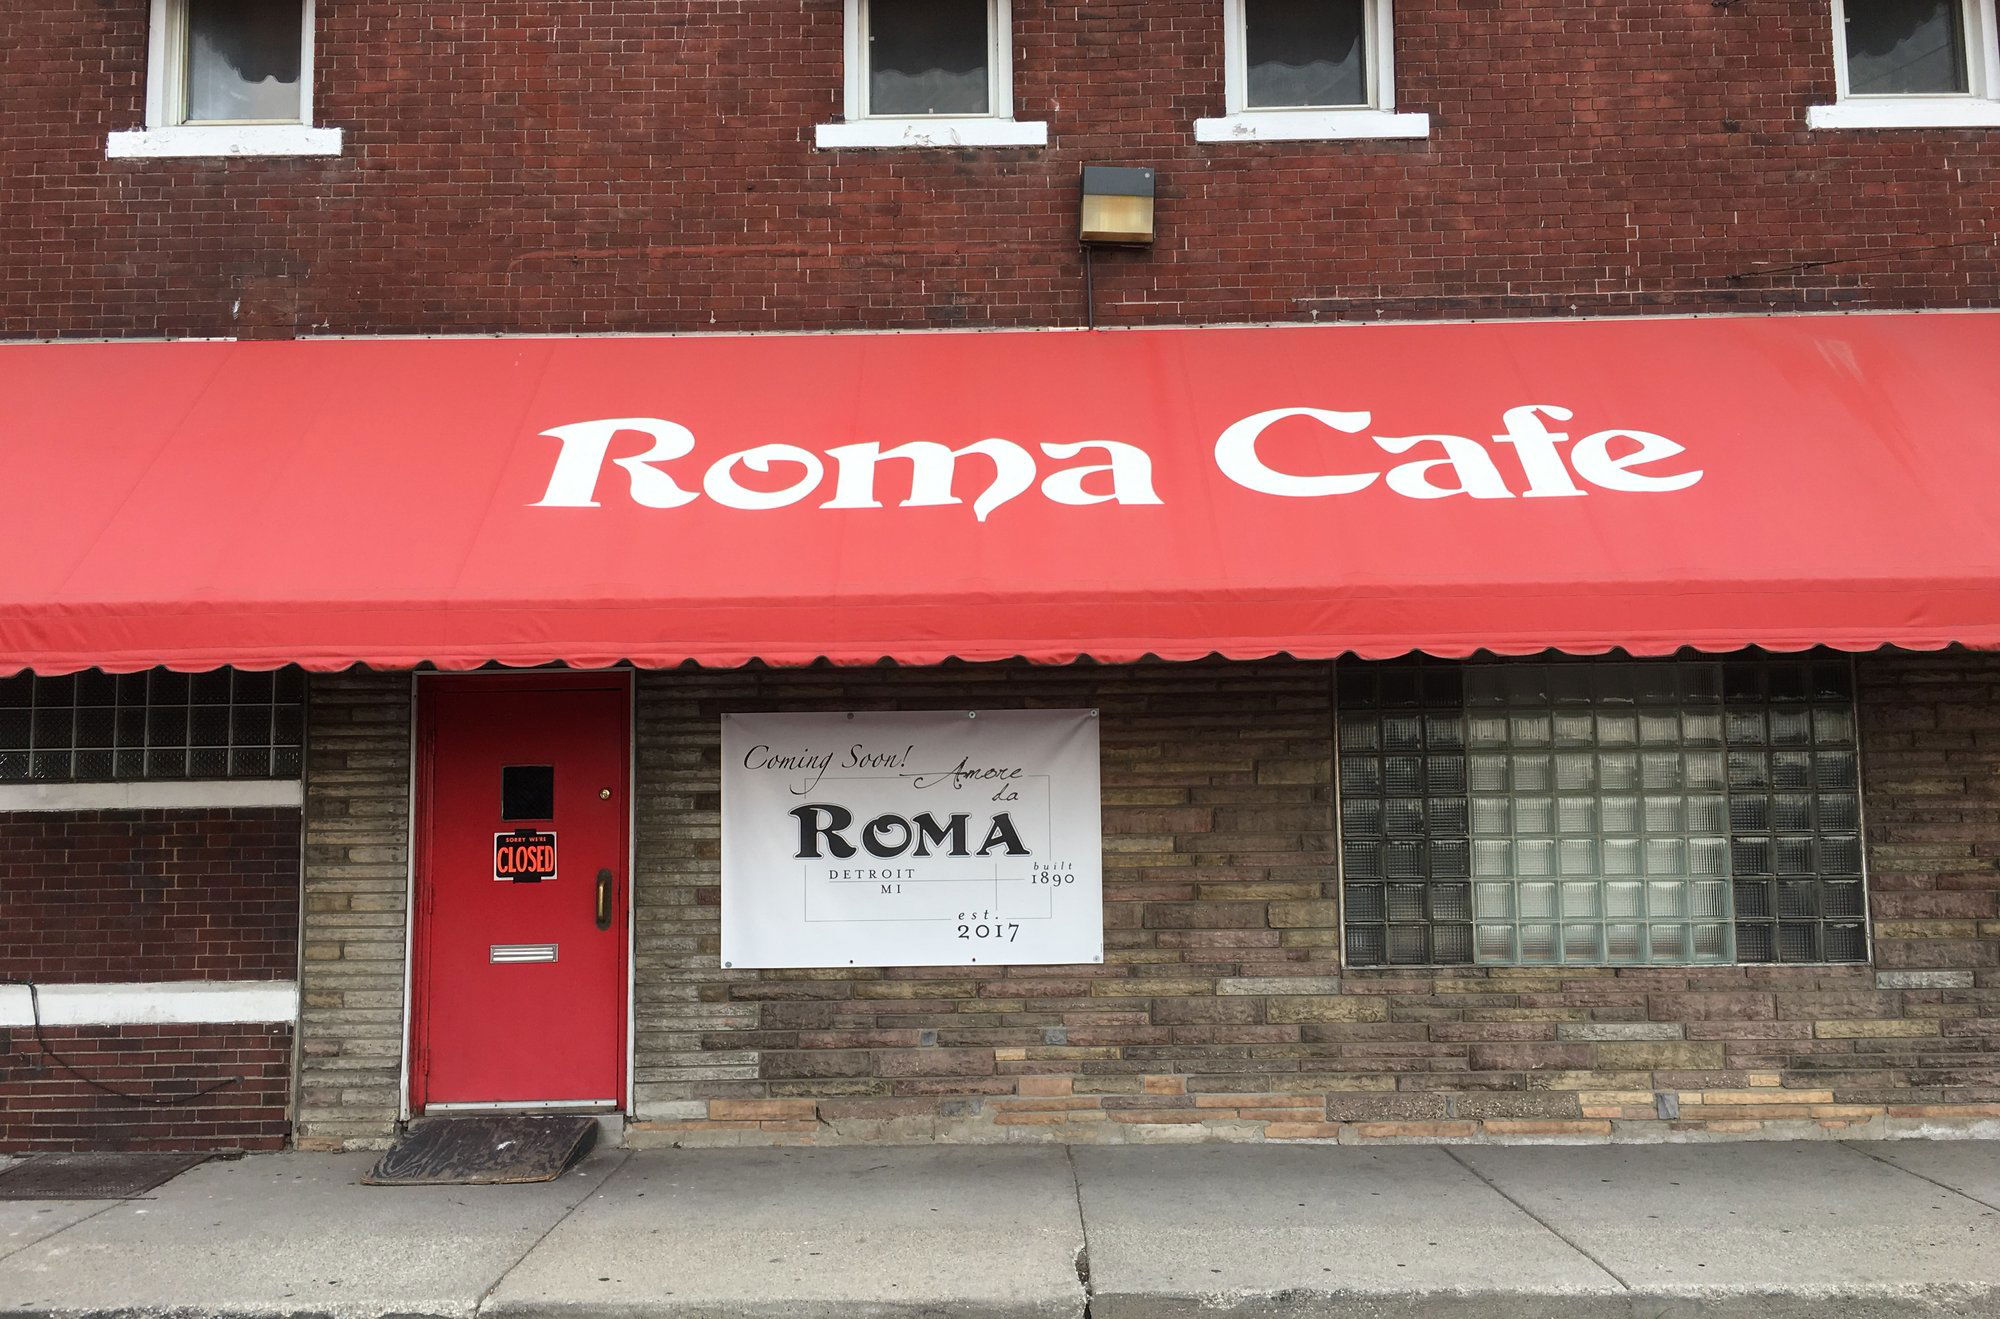 Roma Cafe
SORRY WE'RE
CLOSED
Coming Soon!
Amore
da
ROMA
DETROIT
MI
built
1890
est.
2017